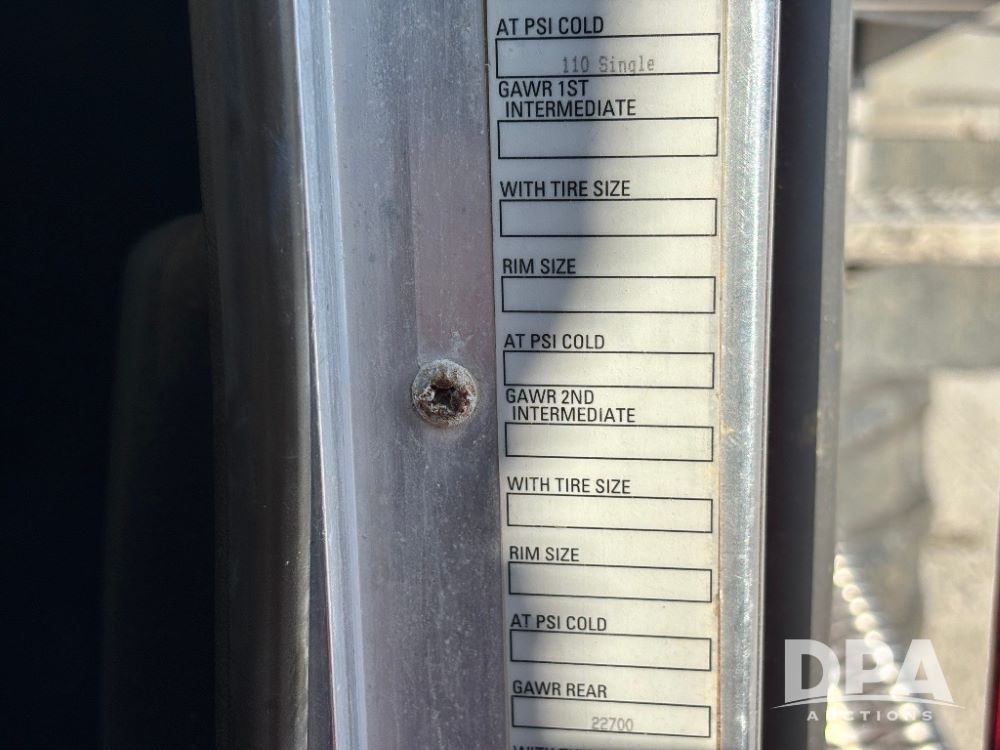 AT PSI COLD
110 Single
GAWR 1ST
INTERMEDIATE
WITH TIRE SIZE
RIM SIZE
AT PSI COLD
GAWR 2ND
INTERMEDIATE
WITH TIRE SIZE
RIM SIZE
AT PSI COLD
GAWR REAR
22700
DPA
AUCTIONS